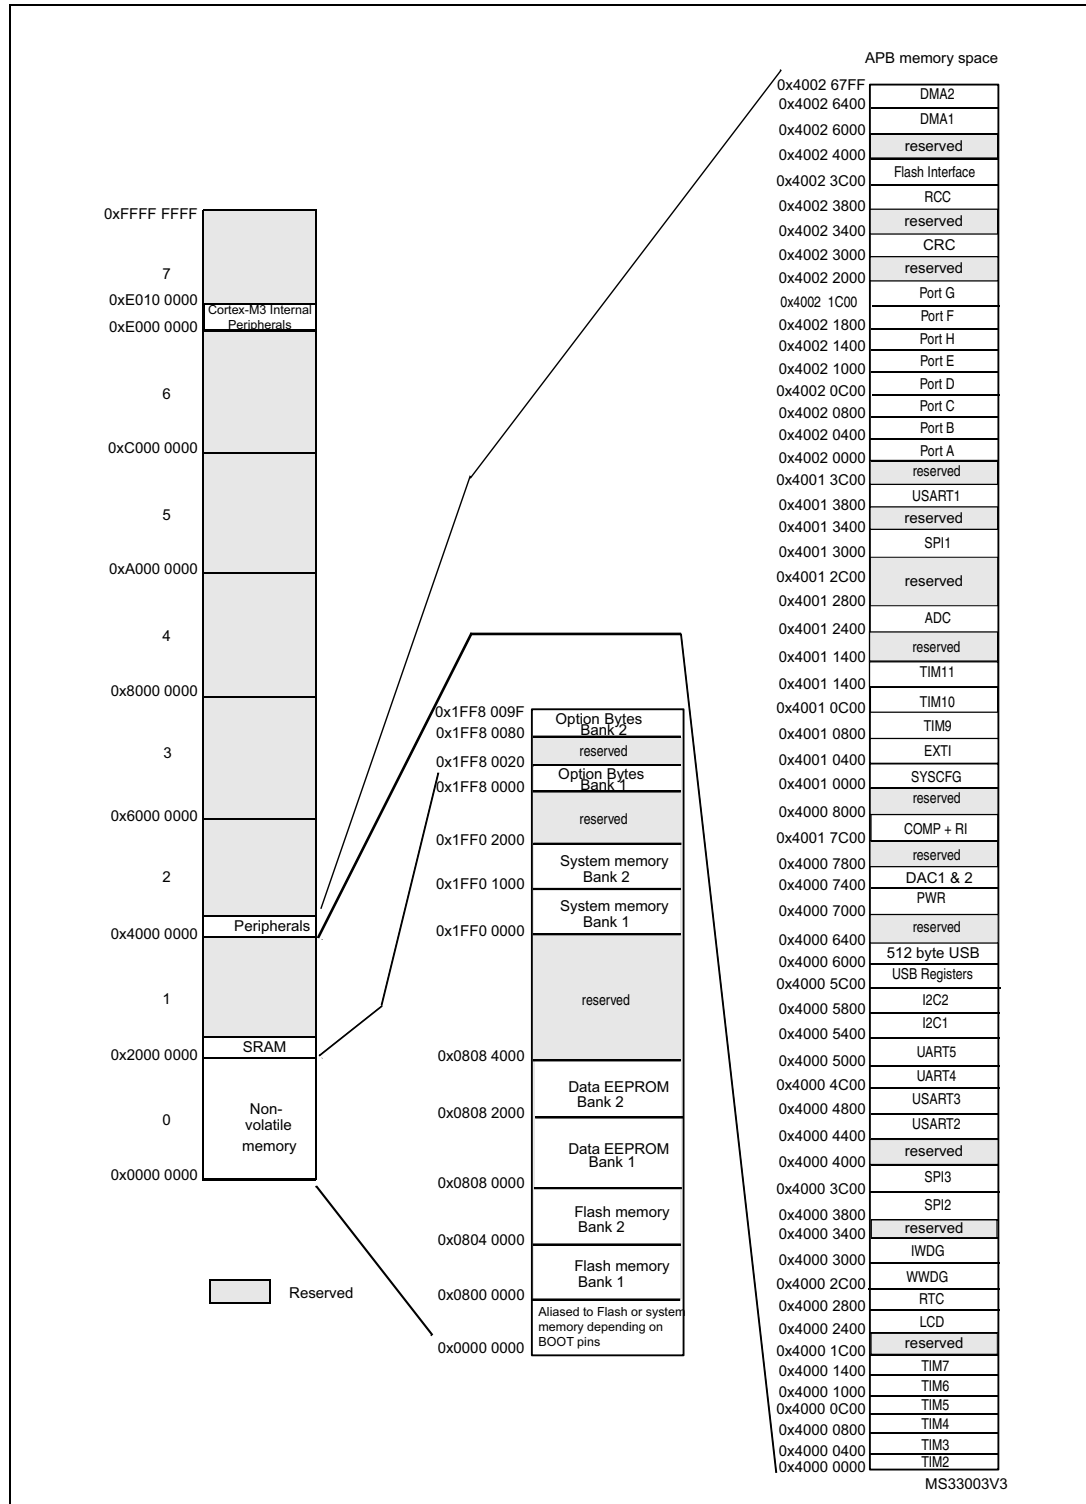 APB memory space
0x4002 67FF
DMA2
0x4002 6400
DMA1
0x4002 6000
reserved
0x4002 4000
Flash Interface
0x4002 3C00
RCC
0x4002 3800
reserved
0x4002 3400
CRC
0x4002 3000
reserved
0x4002 2000
Port G
0x4002 1C00
Port F
0x4002 1800
Port H
0x4002 1400
Port E
0x4002 1000
Port D
0x4002 0C00
Port C
0x4002 0800
Port B
0x4002 0400
Port A
0x4002 0000
reserved
0x4001 3C00
USART1
0x4001 3800
reserved
0x4001 3400
SPI1
0x4001 3000
0x4001 2C00
reserved
0x4001 2800
ADC
0x4001 2400
reserved
0x4001 1400
TIM11
0x4001 1400
TIM10
0x4001 0C00
TIM9
0x4001 0800
EXTI
0x4001 0400
SYSCFG
0x4001 0000
reserved
0x4000 8000
COMP + RI
0x4001 7C00
reserved
0x4000 7800
DAC1 & 2
0x4000 7400
PWR
0x4000 7000
reserved
0x4000 6400
512 byte USB
0x4000 6000
USB Registers
0x4000 5C00
I2C2
0x4000 5800
I2C1
0x4000 5400
UART5
0x4000 5000
UART4
0x4000 4C00
USART3
0x4000 4800
USART2
0x4000 4400
reserved
0x4000 4000
SPI3
0x4000 3C00
SPI2
0x4000 3800
reserved
0x4000 3400
IWDG
0x4000 3000
WWDG
0x4000 2C00
RTC
0x4000 2800
LCD
0x4000 2400
reserved
0x4000 1C00
TIM7
0x4000 1400
TIM6
0x4000 1000
TIM5
0x4000 0C00
TIM4
0x4000 0800
TIM3
0x4000 0400
TIM2
0x4000 0000
0xFFFF FFFF
7
0xE010 0000
Cortex-M3 Internal
Peripherals
0xE000 0000
6
0xC000 0000
5
0xA000 0000
4
0x8000 0000
3
0x6000 0000
2
Peripherals
0x4000 0000
1
SRAM
0x2000 0000
0
Non-
volatile
memory
0x0000 0000
Reserved
0x1FF8 009F
Option Bytes
Bank 2
0x1FF8 0080
reserved
0x1FF8 0020
Option Bytes
Bank 1
0x1FF8 0000
reserved
0x1FF0 2000
System memory
Bank 2
0x1FF0 1000
System memory
Bank 1
0x1FF0 0000
reserved
0x0808 4000
Data EEPROM
Bank 2
0x0808 2000
Data EEPROM
Bank 1
0x0808 0000
Flash memory
Bank 2
0x0804 0000
Flash memory
Bank 1
0x0800 0000
Aliased to Flash or system
memory depending on
BOOT pins
0x0000 0000
MS33003V3